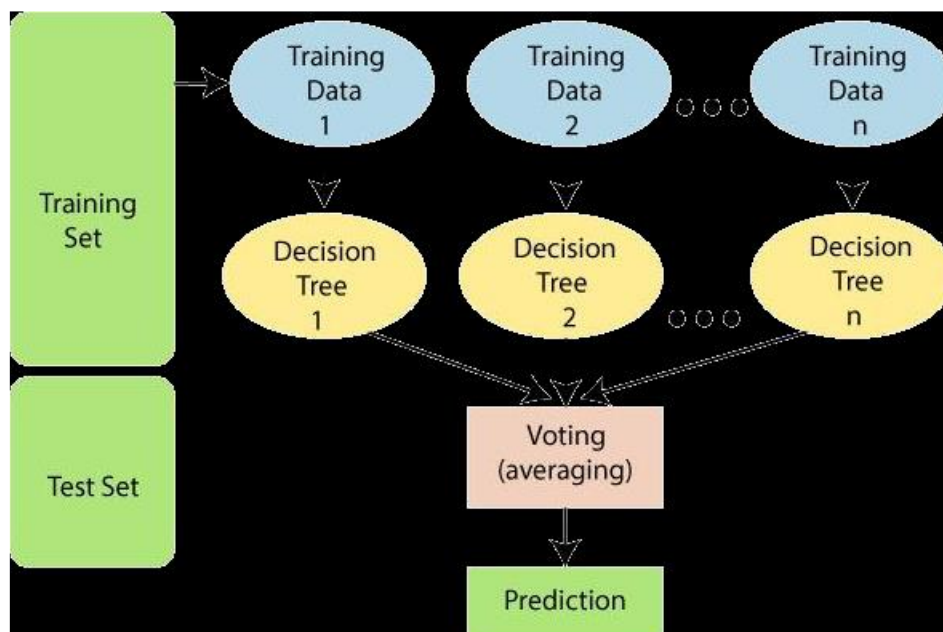 Training
Set
Test Set
Training
Data
1
Training
Data
2
Training
Data
n
Decision
Tree
1
Decision
Tree
2
Decision
Tree
n
Voting
(averaging)
Prediction